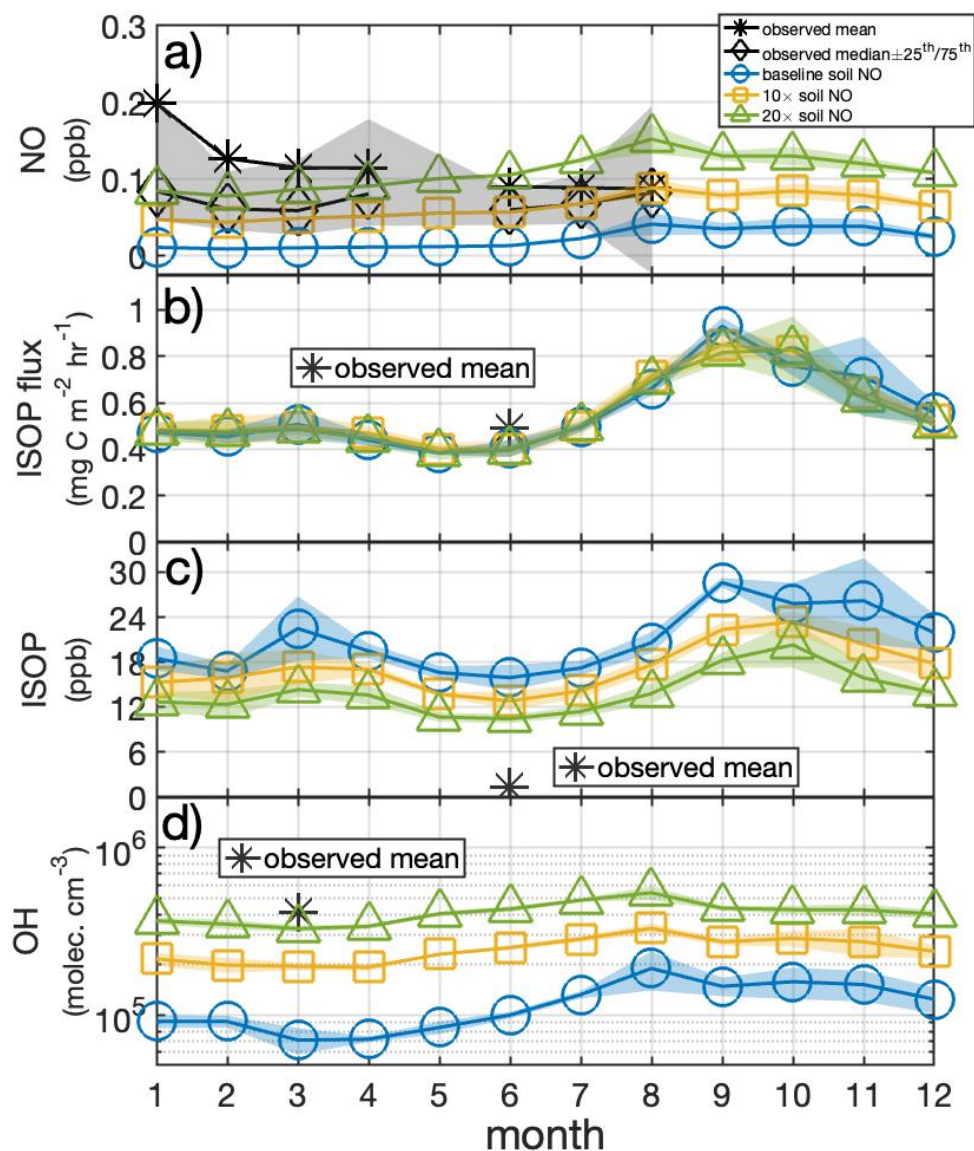 a)
NO
(ppb)
0.3
0.2
0.1
0
observed mean
observed median±25th/75th
baseline soil NO
10× soil NO
20× soil NO
b)
ISOP flux
(mg C m-2 hr-1)
1
0.8
0.6
0.4
0.2
0
observed mean
c)
ISOP
(ppb)
30
24
18
12
6
0
observed mean
d)
OH
(molec. cm-3)
10^6
10^5
observed mean
1 2 3 4 5 6 7 8 9 10 11 12
month